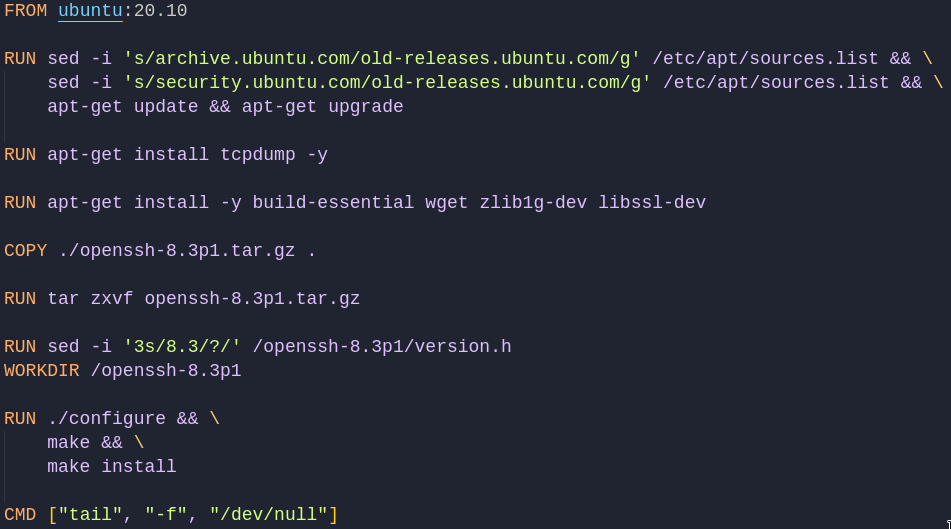 FROM ubuntu:20.10
RUN sed -i 's/archive.ubuntu.com/old-releases.ubuntu.com/g' /etc/apt/sources.list && \
    sed -i 's/security.ubuntu.com/old-releases.ubuntu.com/g' /etc/apt/sources.list && \
    apt-get update && apt-get upgrade
RUN apt-get install tcpdump -y
RUN apt-get install -y build-essential wget zlib1g-dev libssl-dev
COPY ./openssh-8.3p1.tar.gz .
RUN tar zxvf openssh-8.3p1.tar.gz
RUN sed -i '3s/8.3/?/' /openssh-8.3p1/version.h
WORKDIR /openssh-8.3p1
RUN ./configure && \
    make && \
    make install
CMD ["tail", "-f", "/dev/null"]